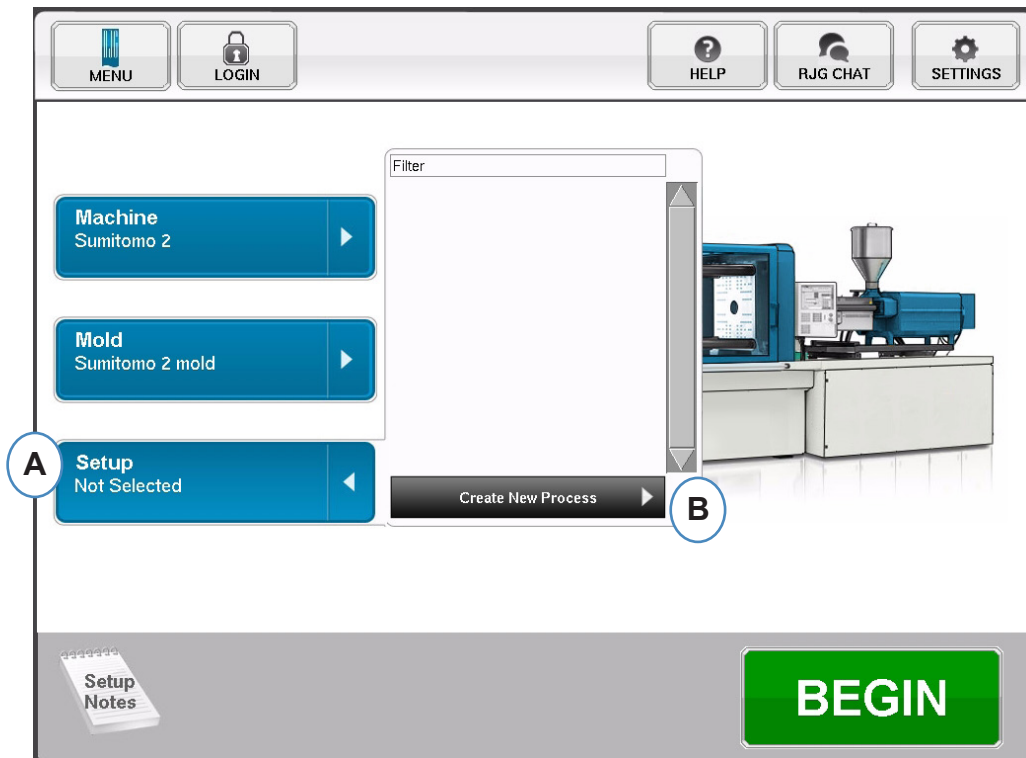 MENU
LOGIN
HELP
RJG CHAT
SETTINGS
Filter
Machine
Sumitomo 2
Mold
Sumitomo 2 mold
A
Setup
Not Selected
Create New Process
B
Setup
Notes
BEGIN